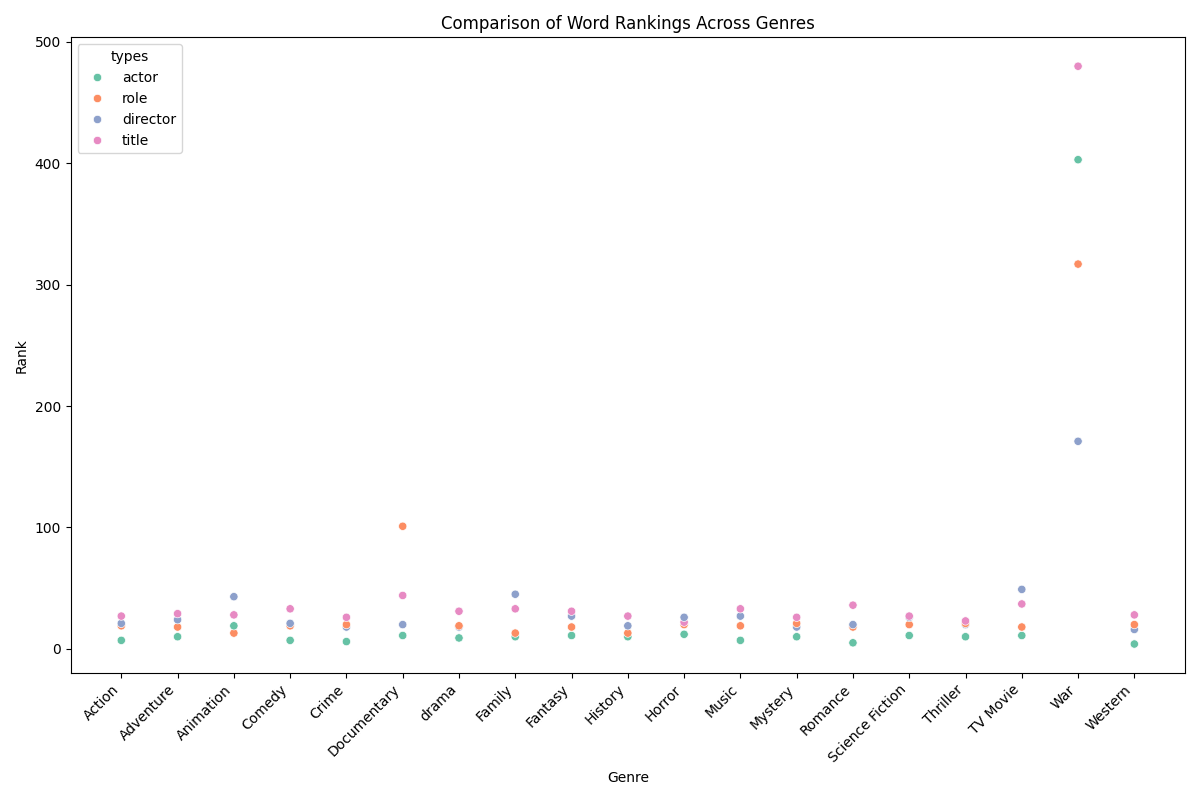 Comparison of Word Rankings Across Genres
types
actor
role
director
title
Rank
500
400
300
200
100
0
Action
Adventure
Animation
Comedy
Crime
Documentary
drama
Family
Fantasy
History
Horror
Music
Mystery
Romance
Science Fiction
Thriller
TV Movie
War
Western
Genre